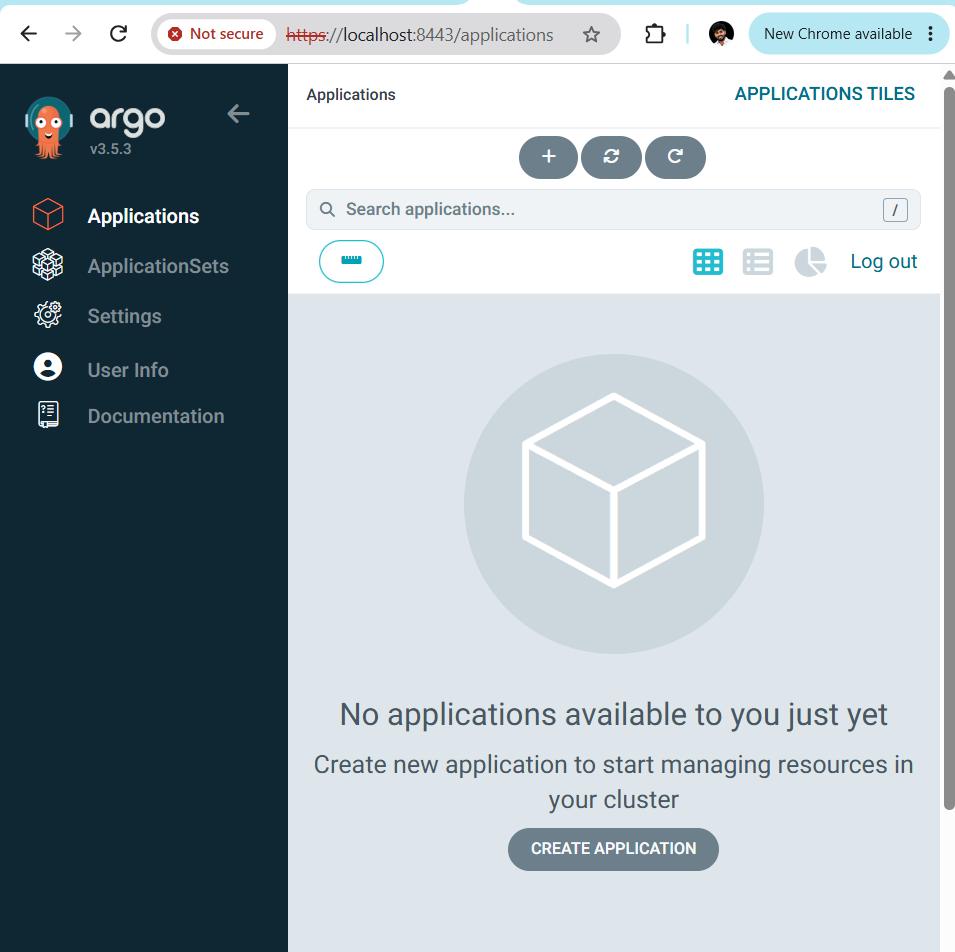 Not secure
https://localhost:8443/applications
New Chrome available
argo
v3.5.3
Applications
ApplicationSets
Settings
User Info
Documentation
Applications
APPLICATIONS TILES
Search applications...
/
Log out
No applications available to you just yet
Create new application to start managing resources in
your cluster
CREATE APPLICATION